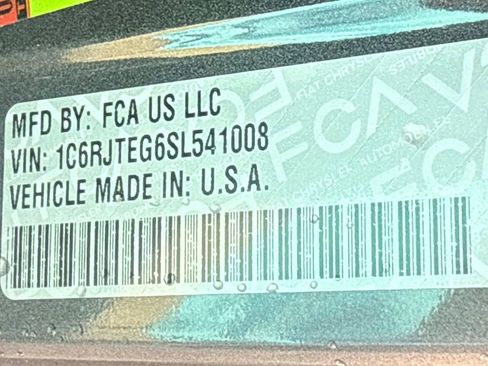 MFD BY: FCA US LLC
VIN: 1C6RJTEG6SL541008
VEHICLE MADE IN: U.S.A.